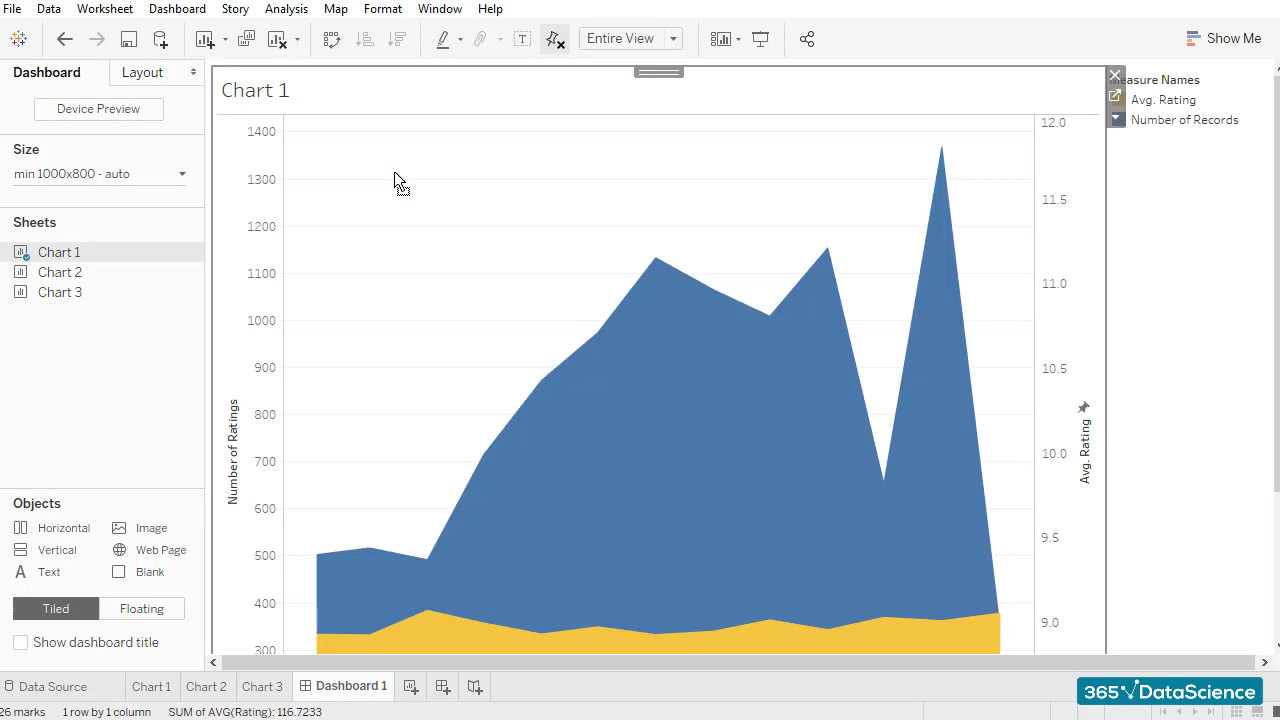 File Data Worksheet Dashboard Story Analysis Map Format Window Help
Entire View
Show Me
Dashboard Layout
Device Preview
Size
min 1000x800 - auto
Sheets
Chart 1
Chart 2
Chart 3
Objects
Horizontal Image
Vertical Web Page
Text Blank
Tiled Floating
Show dashboard title
Chart 1
1400
1300
1200
1100
1000
900
800
700
600
500
400
300
Number of Ratings
12.0
11.5
11.0
10.5
10.0
9.5
9.0
Avg. Rating
Measure Names
Avg. Rating
Number of Records
Data Source Chart 1 Chart 2 Chart 3 Dashboard 1
365 DataScience
26 marks 1 row by 1 column SUM of AVG(Rating): 116.7233